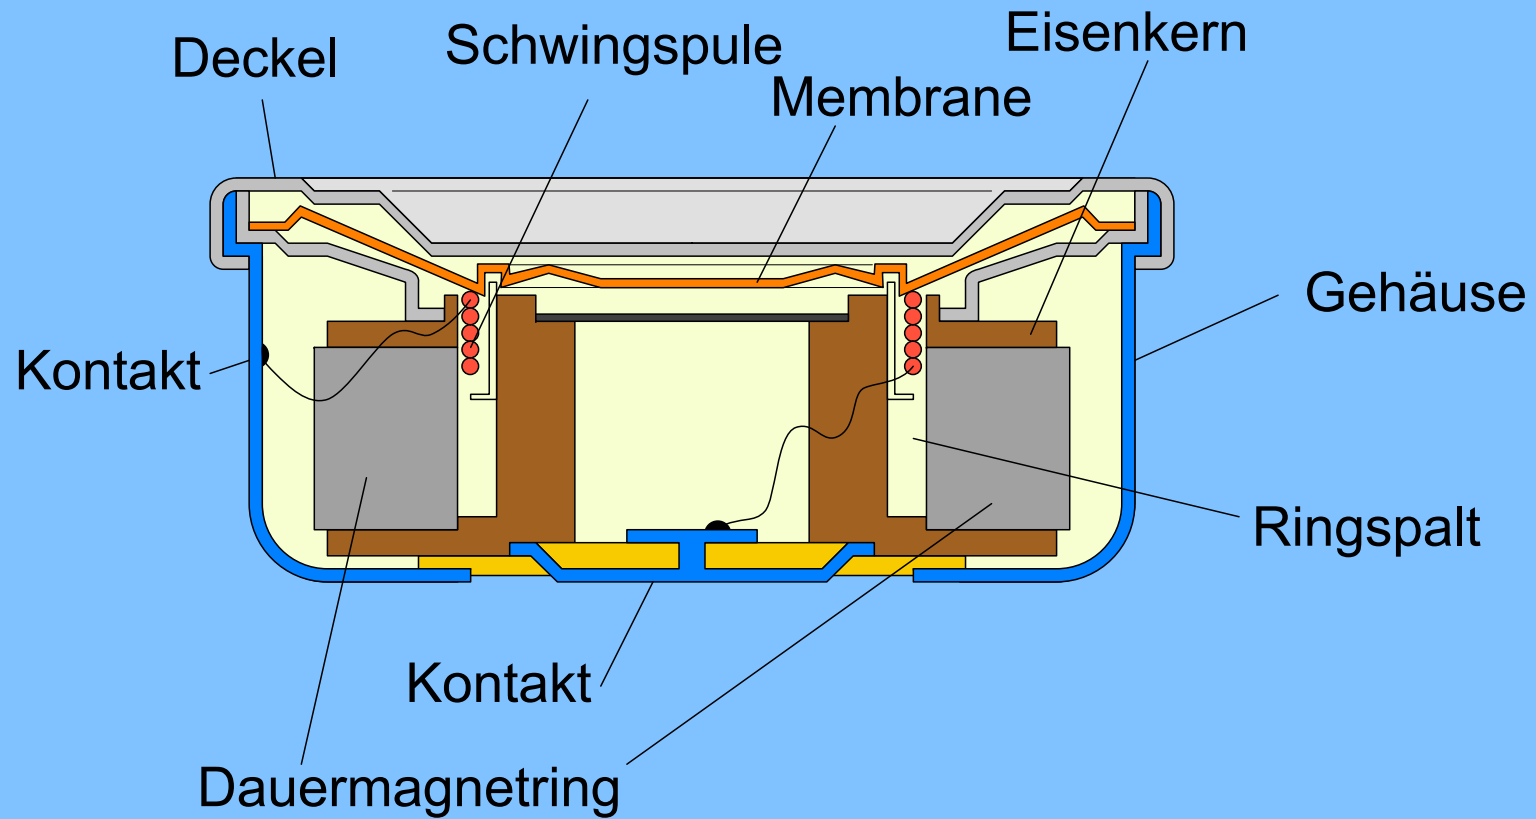 Deckel
Schwingspule
Eisenkern
Membrane
Gehäuse
Kontakt
Ringspalt
Kontakt
Dauermagnetring